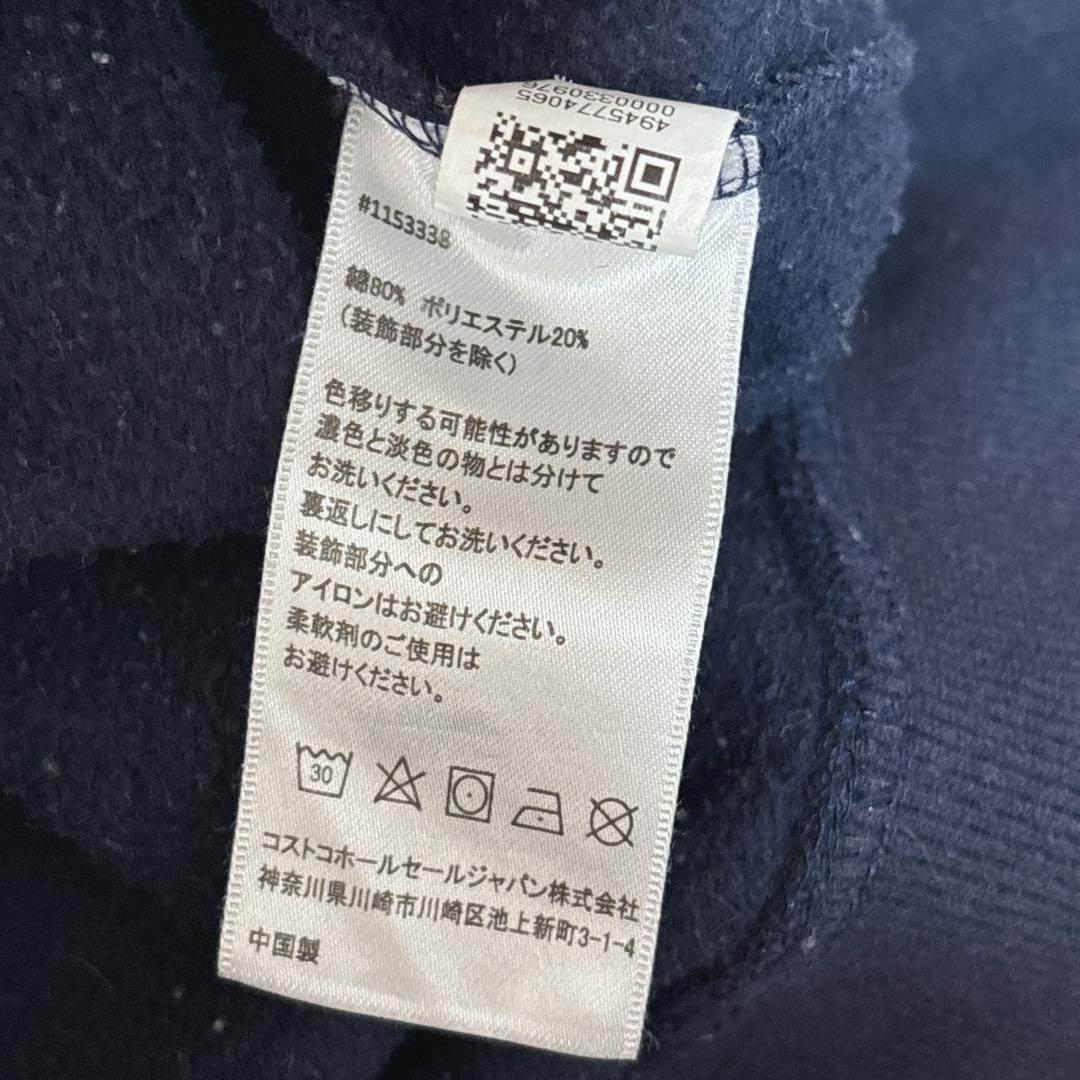 4945774065
0000330976
#1153338
綿80% ポリエステル20%
(装飾部分を除く)
色移りする可能性がありますので
濃色と淡色の物とは分けて
お洗いください。
裏返しにしてお洗いください。
装飾部分への
アイロンはお避けください。
柔軟剤のご使用は
お避けください。
30
コストコホールセールジャパン株式会社
神奈川県川崎市川崎区池上新町3-1-4
中国製